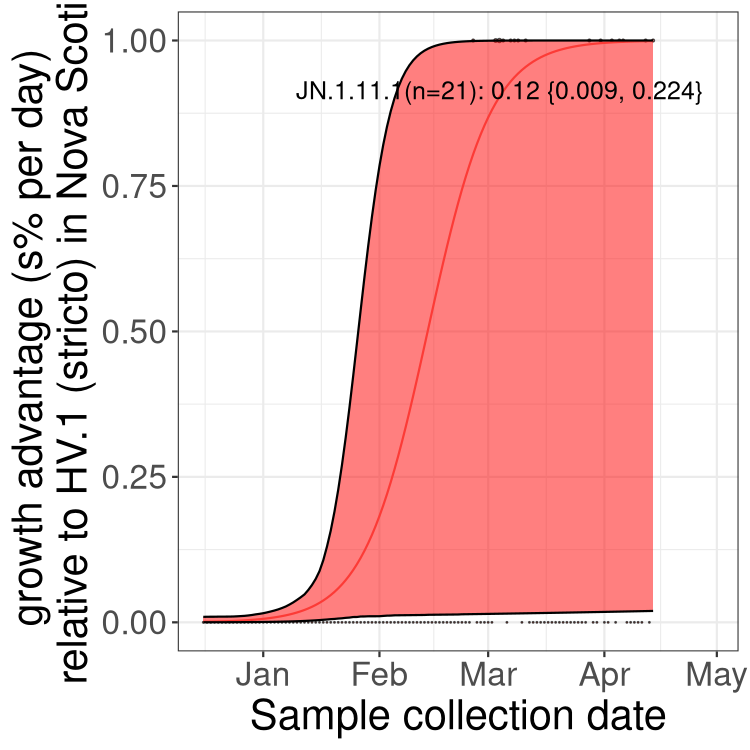 growth advantage (s% per day)
relative to HV.1 (stricto) in Nova Scoti
1.00
0.75
0.50
0.25
0.00
JN.1.11.1(n=21): 0.12 {0.009, 0.224}
Jan Feb Mar Apr May
Sample collection date